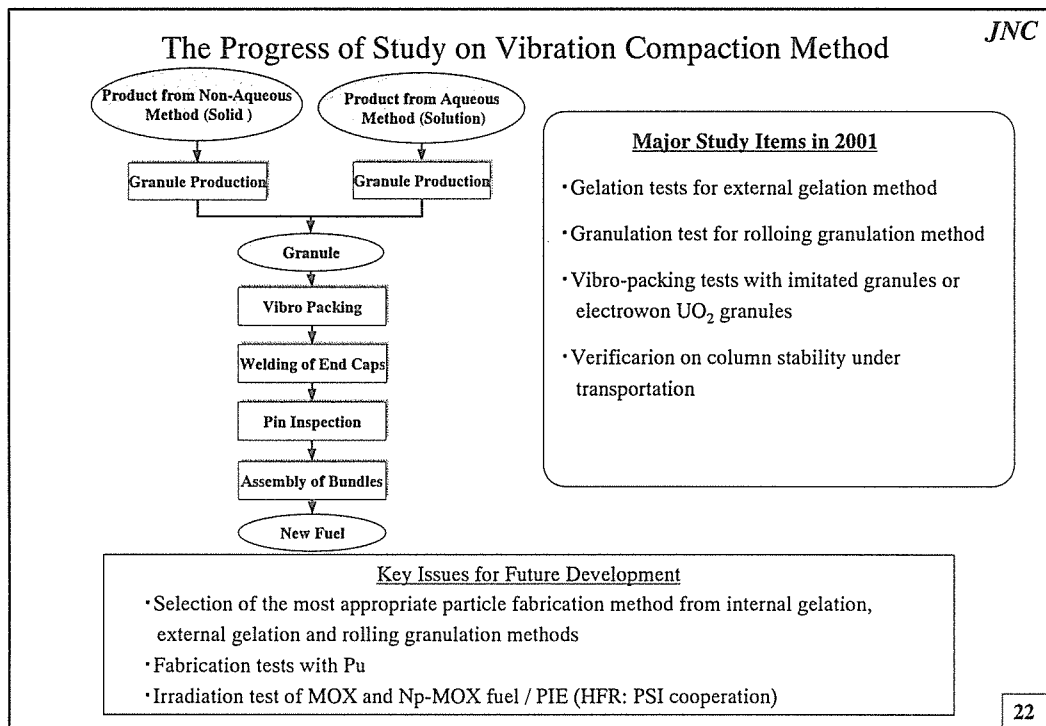 JNC
The Progress of Study on Vibration Compaction Method
Product from Non-Aqueous
Method (Solid )
Product from Aqueous
Method (Solution)
Granule Production
Granule Production
Granule
Vibro Packing
Welding of End Caps
Pin Inspection
Assembly of Bundles
New Fuel
Major Study Items in 2001
・Gelation tests for external gelation method
・Granulation test for rolloing granulation method
・Vibro-packing tests with imitated granules or
electrowon UO₂ granules
・Verificarion on column stability under
transportation
Key Issues for Future Development
・Selection of the most appropriate particle fabrication method from internal gelation,
external gelation and rolling granulation methods
・Fabrication tests with Pu
・Irradiation test of MOX and Np-MOX fuel / PIE (HFR: PSI cooperation)
22